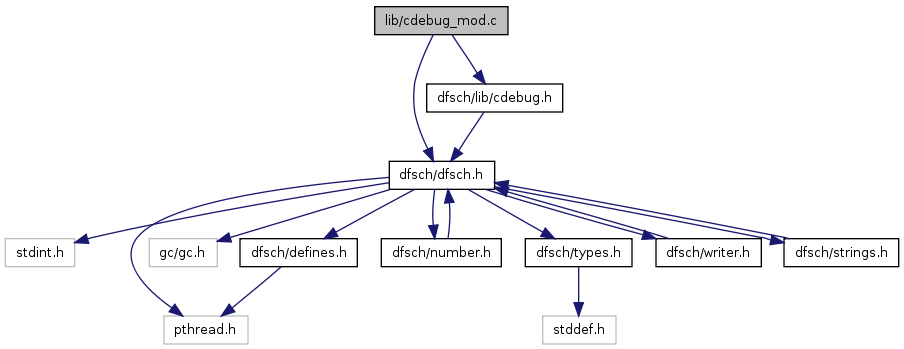 lib/cdebug_mod.c
dfsch/lib/cdebug.h
dfsch/dfsch.h
stdint.h
gc/gc.h
dfsch/defines.h
dfsch/number.h
dfsch/types.h
dfsch/writer.h
dfsch/strings.h
pthread.h
stddef.h